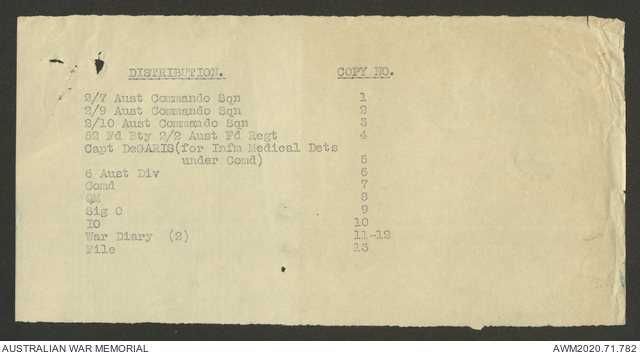 DISTRIBUTION. COPY NO.
2/7 Aust Commando Sqn 1
2/9 Aust Commando Sqn 2
2/10 Aust Commando Sqn 3
52 Fd Bty 2/2 Aust Fd Regt 4
Capt DeGARIS(for Infm Medical Dets
under Comd) 5
6 Aust Div 6
Comd 7
QM 8
Sig O 9
IO 10
War Diary (2) 11-12
File 13
AUSTRALIAN WAR MEMORIAL AWM2020.71.782